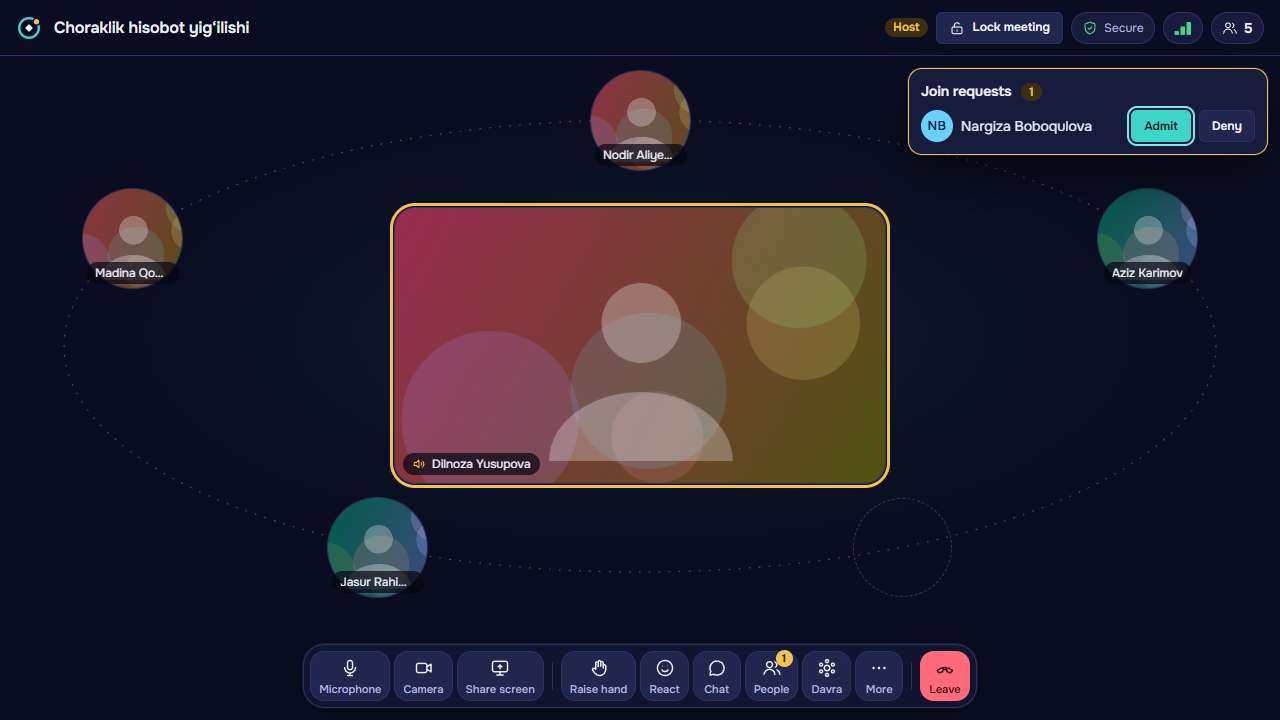 Choraklik hisobot yigʻilishi
Host
Lock meeting
Secure
5
Join requests 1
NB Nargiza Boboqulova Admit Deny
Nodir Aliye...
Madina Qo...
Aziz Karimov
Dilnoza Yusupova
Jasur Rahi...
Microphone
Camera
Share screen
Raise hand
React
Chat
1
People
Davra
More
Leave